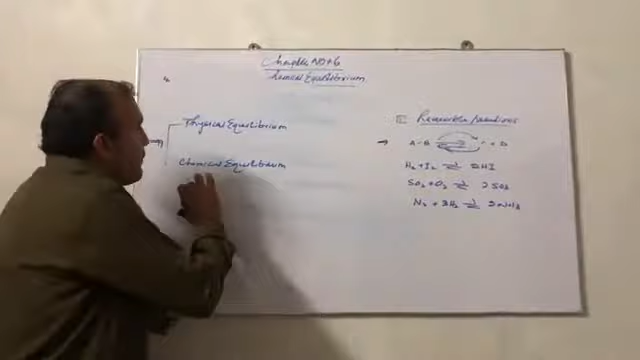 Chapter No#6
Ionical Equilibrium
Physical Equilibrium
Chemical Equilibrium
Reversible Reactions
A + B ⇌ C + D
H₂ + I₂ ⇌ 2HI
SO₂ + O₂ ⇌ 2SO₃
N₂ + 3H₂ ⇌ 2NH₃